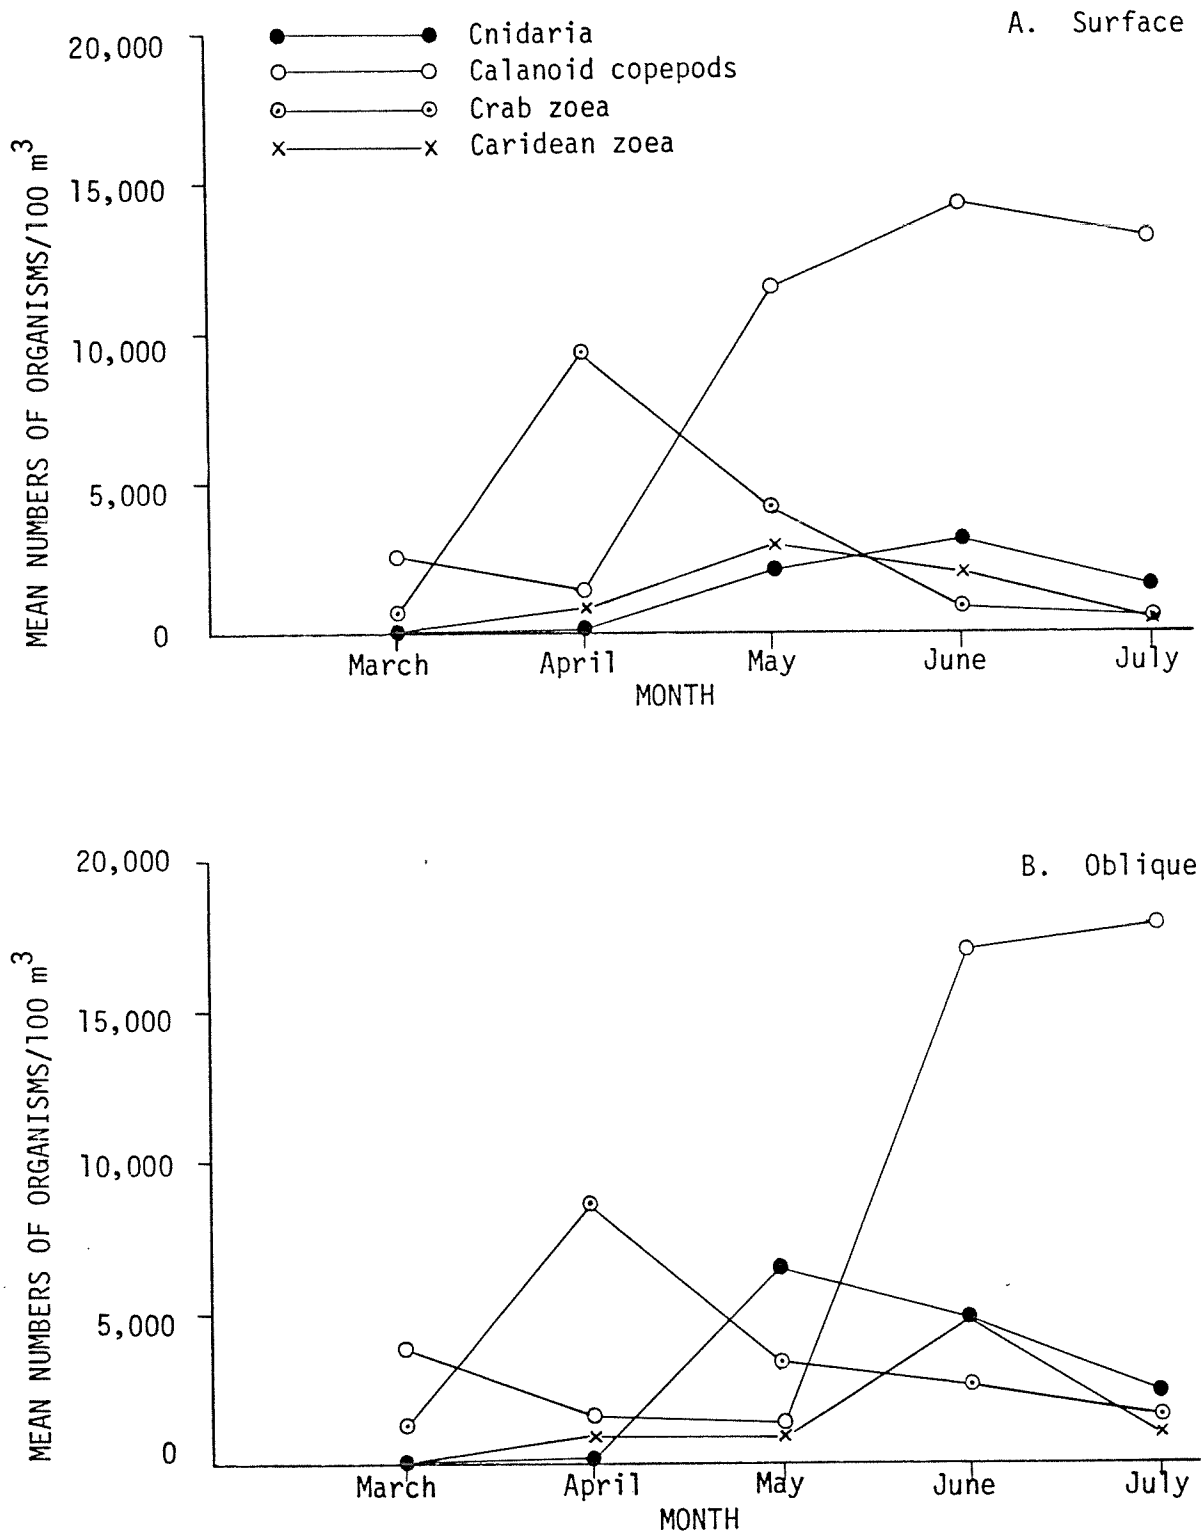 A. Surface
Cnidaria
Calanoid copepods
Crab zoea
Caridean zoea
MEAN NUMBERS OF ORGANISMS/100 m³
20,000
15,000
10,000
5,000
0
March April May June July
MONTH
B. Oblique
MEAN NUMBERS OF ORGANISMS/100 m³
20,000
15,000
10,000
5,000
0
March April May June July
MONTH